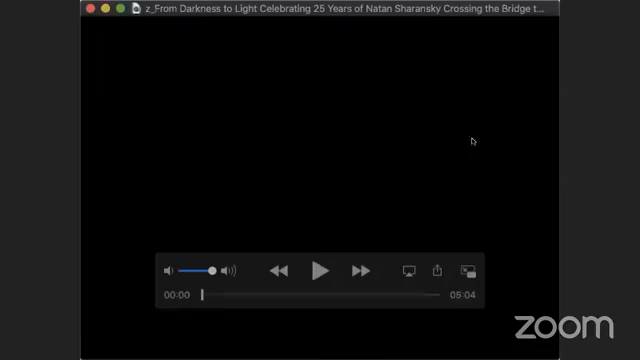 z_From Darkness to Light Celebrating 25 Years of Natan Sharansky Crossing the Bridge t...
00:00
05:04
zoom